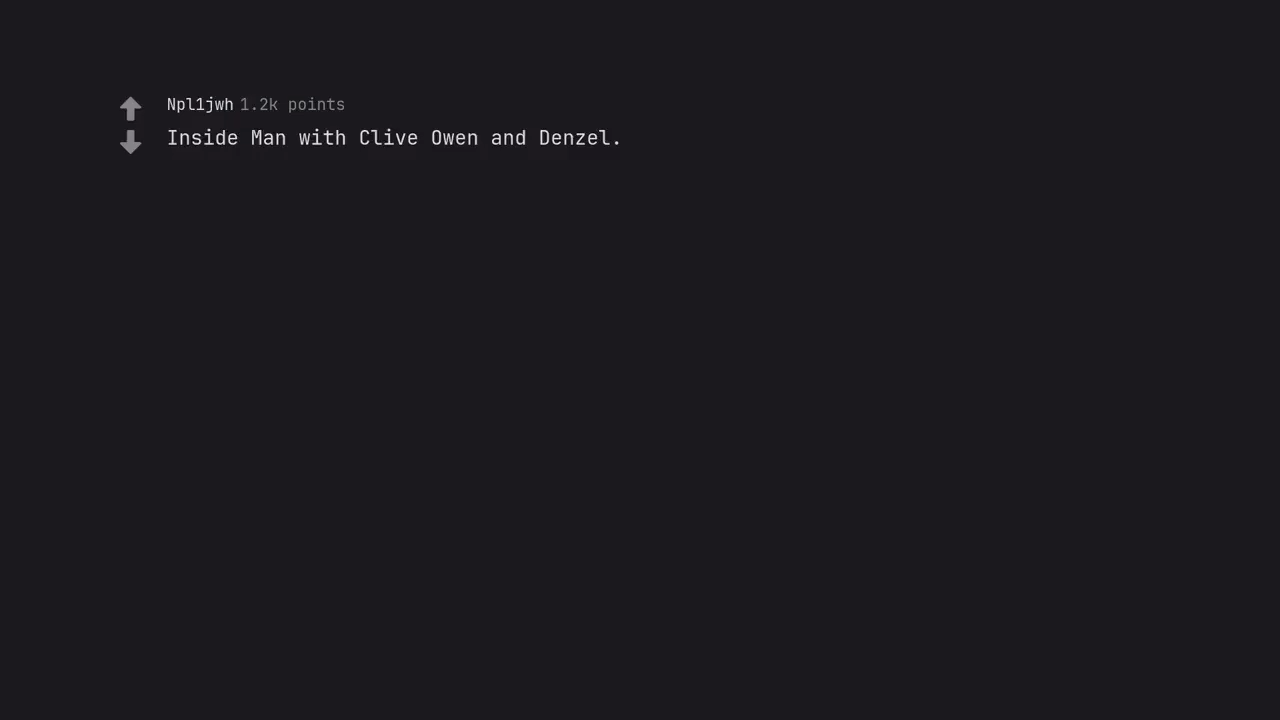 Npl1jwh 1.2k points
Inside Man with Clive Owen and Denzel.